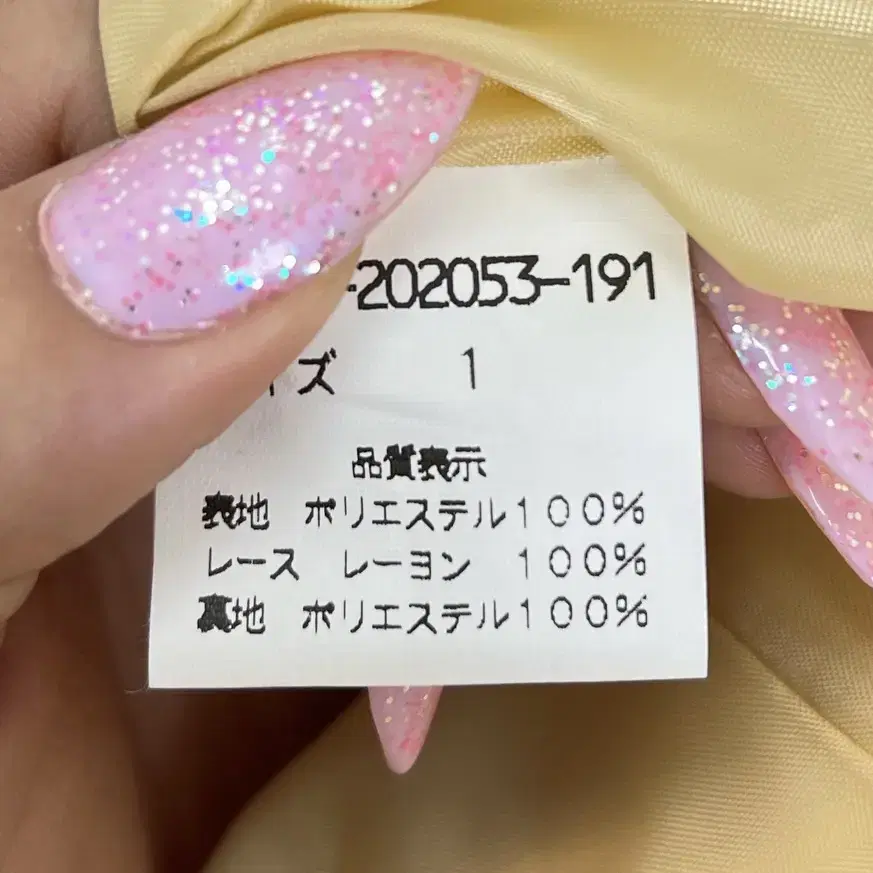 -202053-191
イズ 1
品質表示
表地 ポリエステル100%
レース レーヨン 100%
裏地 ポリエステル100%